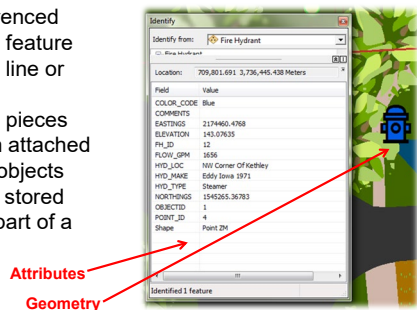 renced
feature
line or
pieces
attached
objects
stored
part of a
Attributes
Geometry
Identify
Identify from: Fire Hydrant
Fire Hydrant
Location: 709,801.691 3,736,445.438 Meters
Field Value
COLOR_CODE Blue
COMMENTS
EASTINGS 2174460.4768
ELEVATION 143.07635
FH_ID 12
FLOW_GPM 1656
HYD_LOC NW Corner Of Kethley
HYD_MAKE Eddy Iowa 1971
HYD_TYPE Steamer
NORTHINGS 1545265.36783
OBJECTID 1
POINT_ID 4
Shape Point ZM
Identified 1 feature